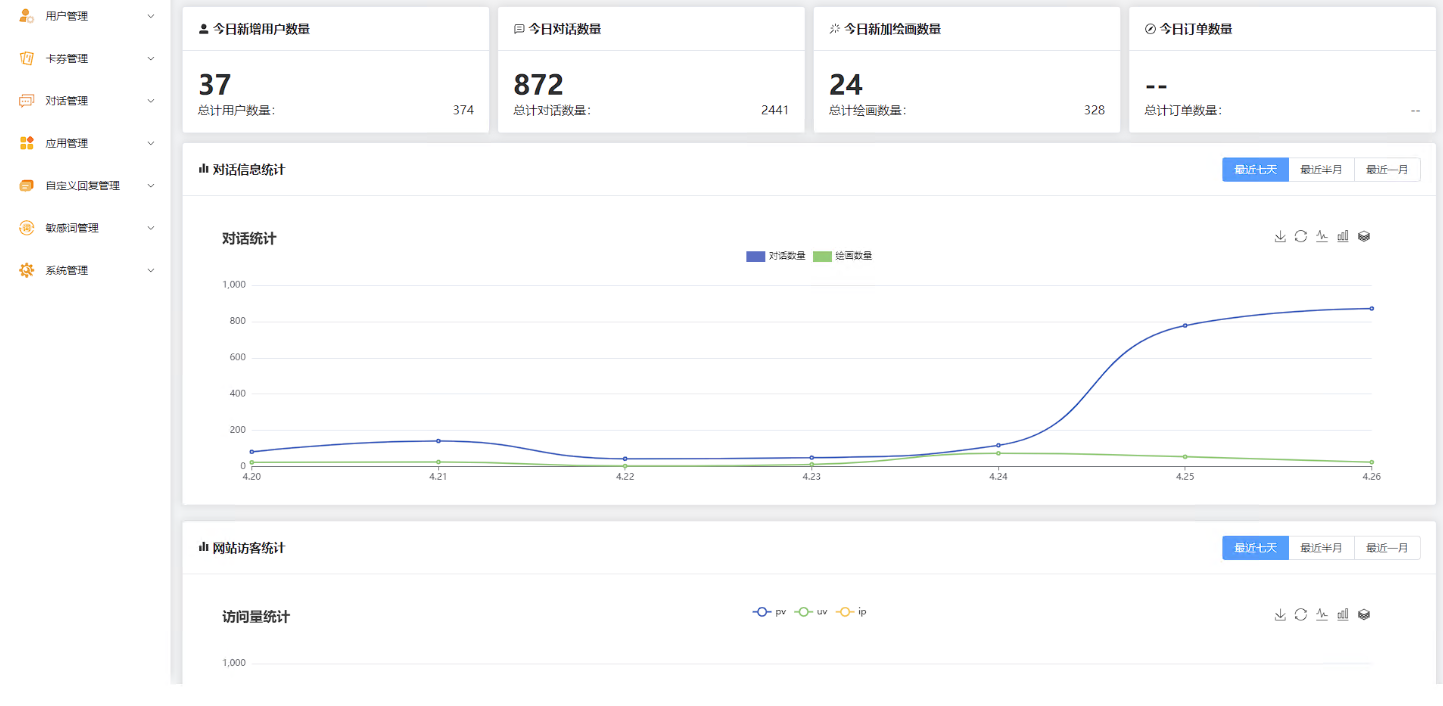 用户管理
卡券管理
对话管理
应用管理
自定义回复管理
敏感词管理
系统管理
今日新增用户数量
37
总计用户数量: 374
今日对话数量
872
总计对话数量: 2441
今日新加绘画数量
24
总计绘画数量: 328
今日订单数量
--
总计订单数量: --
对话信息统计
最近七天 最近半月 最近一月
对话统计
对话数量 绘画数量
1,000
800
600
400
200
0
4.20 4.21 4.22 4.23 4.24 4.25 4.26
网站访客统计
最近七天 最近半月 最近一月
访问量统计
pv uv ip
1,000